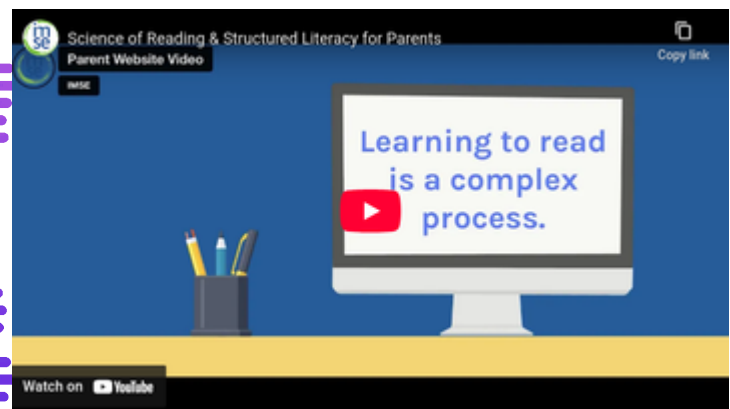 imse
Science of Reading & Structured Literacy for Parents
Copy link
Parent Website Video
IMSE
Learning to read
is a complex
process.
Watch on YouTube